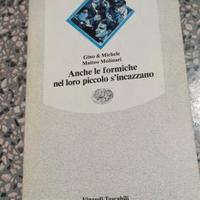 Gino & Michele
Matteo Molinari
Anche le formiche
nel loro piccolo s'incazzano
Einaudi Tascabili